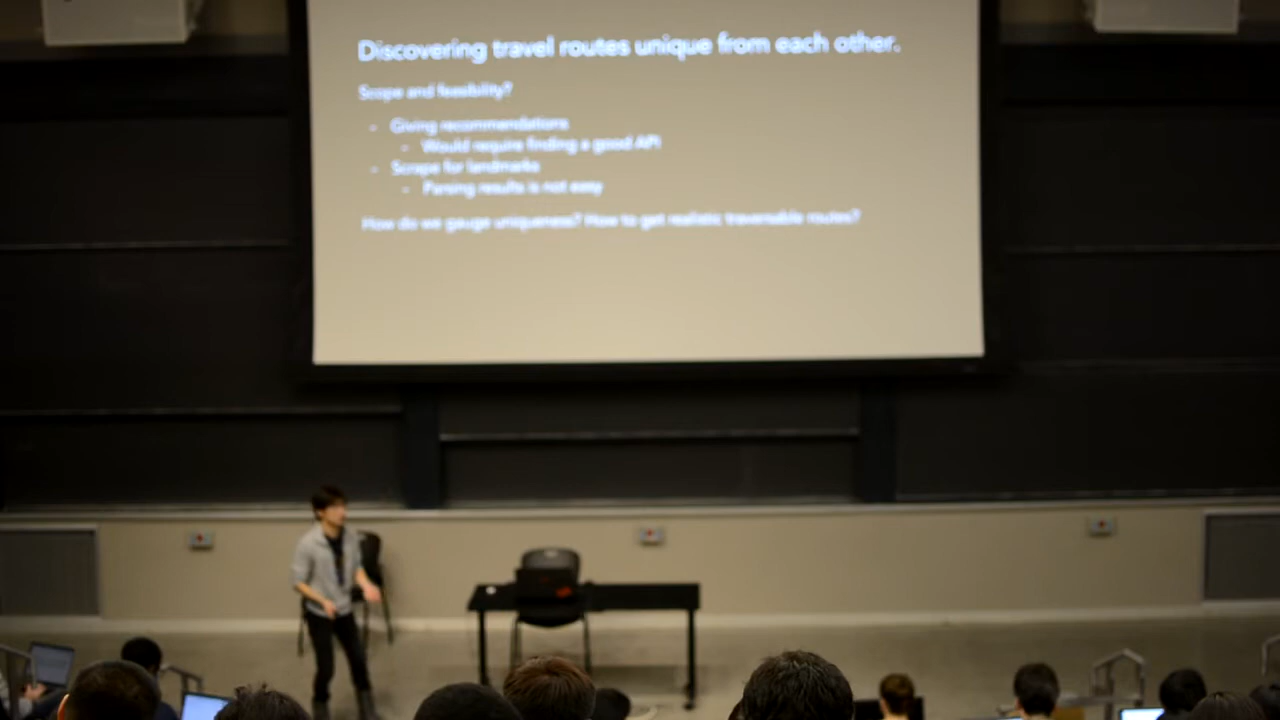 Discovering travel routes unique from each other.
Scope and feasibility?
- Giving recommendations
- Would require finding a good API
- Scrape for landmarks
- Parsing results is not easy
How do we gauge uniqueness? How to get realistic traversable routes?